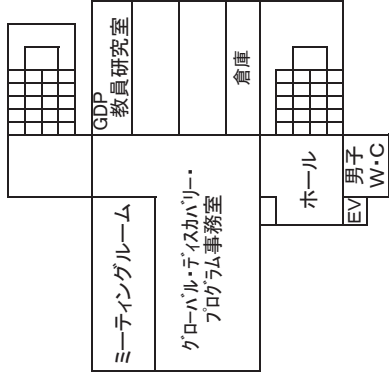 GDP
教員研究室
倉庫
ミーティングルーム
グローバル・ディスカバリー・
プログラム事務室
ホール
EV
男子
W・C